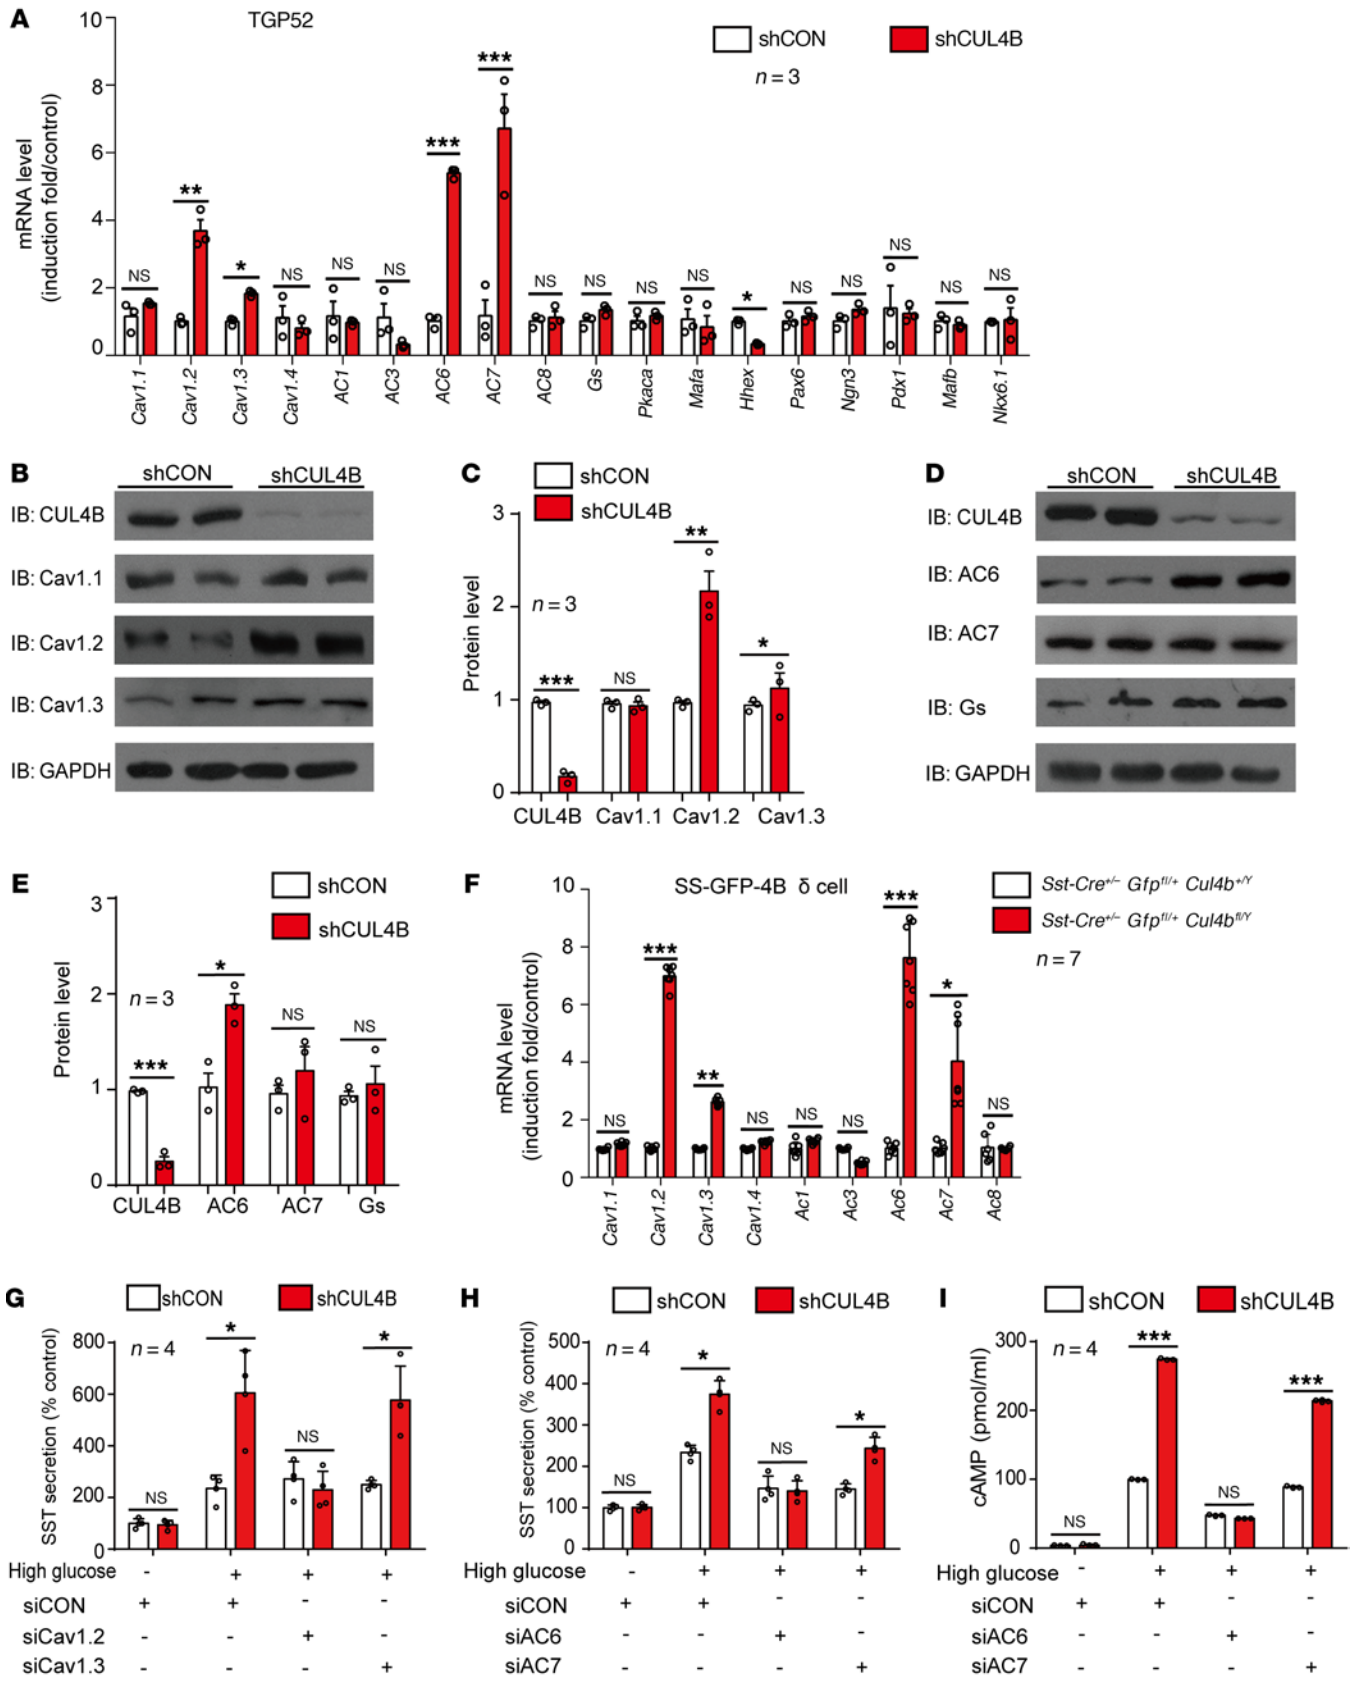 A
TGP52
shCON
shCUL4B
n = 3
mRNA level
(induction fold/control)
10
8
6
4
2
0
NS
**
*
NS
NS
NS
***
***
NS
NS
NS
NS
*
NS
NS
NS
NS
NS
Cav1.1
Cav1.2
Cav1.3
Cav1.4
AC1
AC3
AC6
AC7
AC8
Gs
Pkaca
Mafa
Hhex
Pax6
Ngn3
Pdx1
Mafb
Nkx6.1
B
shCON shCUL4B
IB: CUL4B
IB: Cav1.1
IB: Cav1.2
IB: Cav1.3
IB: GAPDH
C
shCON
shCUL4B
n = 3
Protein level
3
2
1
0
***
NS
**
*
CUL4B Cav1.1 Cav1.2 Cav1.3
D
shCON shCUL4B
IB: CUL4B
IB: AC6
IB: AC7
IB: Gs
IB: GAPDH
E
shCON
shCUL4B
n = 3
Protein level
3
2
1
0
***
*
NS
NS
CUL4B AC6 AC7 Gs
F
SS-GFP-4B δ cell
Sst-Cre+/– Gfpfl/+ Cul4b+/Y
Sst-Cre+/– Gfpfl/+ Cul4bfl/Y
n = 7
mRNA level
(induction fold/control)
10
8
6
4
2
0
NS
***
**
NS
NS
NS
***
*
NS
Cav1.1
Cav1.2
Cav1.3
Cav1.4
Ac1
Ac3
Ac6
Ac7
Ac8
G
shCON shCUL4B
n = 4
SST secretion (% control)
800
600
400
200
0
NS
*
NS
*
High glucose - + + +
siCON + + - -
siCav1.2 - - + -
siCav1.3 - - - +
H
shCON shCUL4B
n = 4
SST secretion (% control)
500
400
300
200
100
0
NS
*
NS
*
High glucose - + + +
siCON + + - -
siAC6 - - + -
siAC7 - - - +
I
shCON shCUL4B
n = 4
cAMP (pmol/ml)
300
200
100
0
NS
***
NS
***
High glucose - + + +
siCON + + - -
siAC6 - - + -
siAC7 - - - +